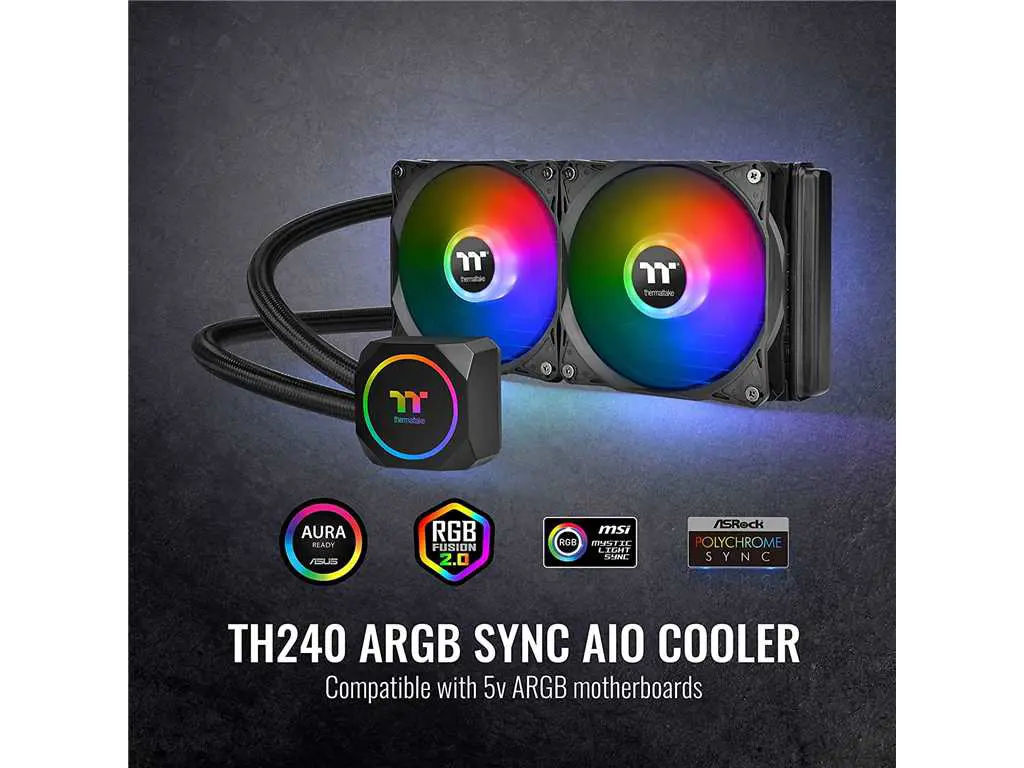 thermaltake
thermaltake
thermaltake
AURA
READY
ASUS
RGB
FUSION
2.0
RGB
msi
MYSTIC
LIGHT
SYNC
ASRock
POLYCHROME
SYNC
TH240 ARGB SYNC AIO COOLER
Compatible with 5v ARGB motherboards